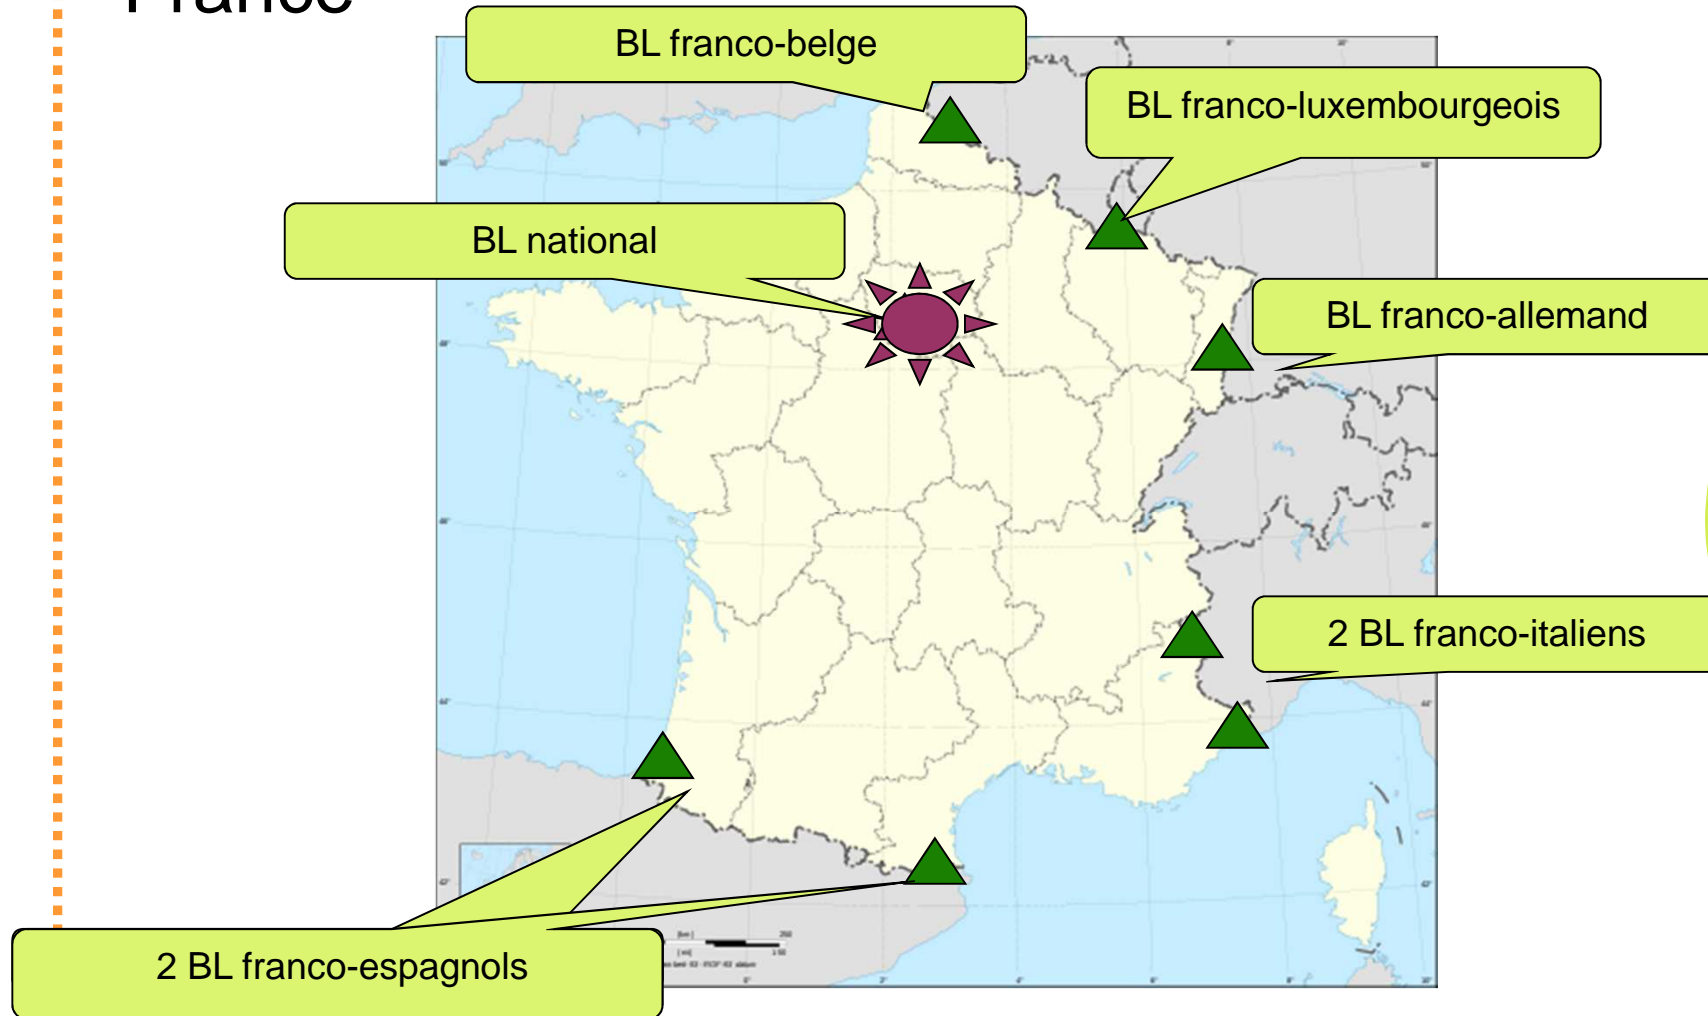 France
BL franco-belge
BL franco-luxembourgeois
BL national
BL franco-allemand
2 BL franco-italiens
2 BL franco-espagnols